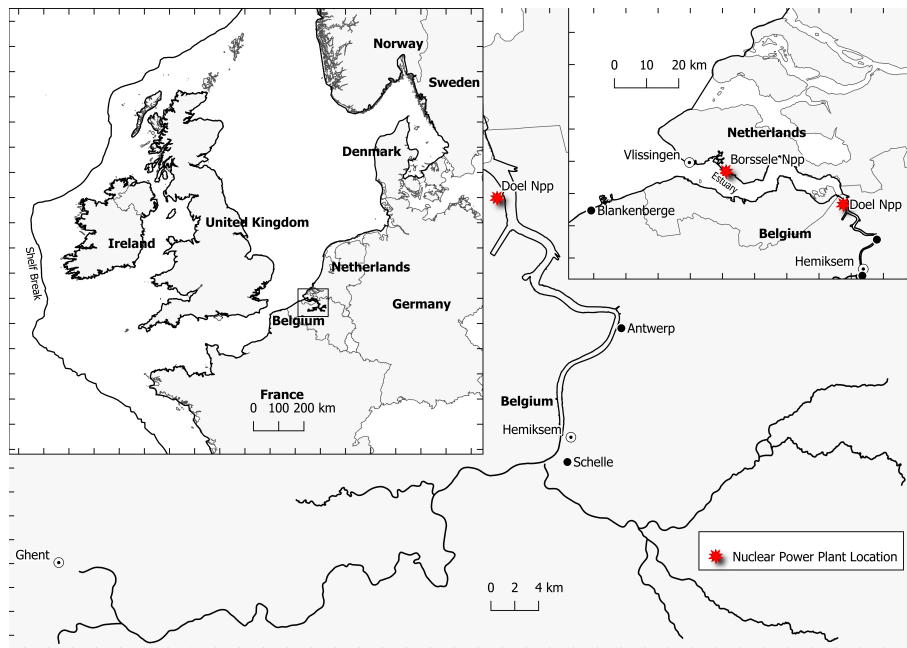 Norway
Sweden
Denmark
United Kingdom
Ireland
Shelf Break
Netherlands
Germany
Belgium
France
0 100 200 km
0 10 20 km
Netherlands
Vlissingen
Borssele Npp
Estuary
Blankenberge
Doel Npp
Belgium
Hemiksem
Doel Npp
Antwerp
Belgium
Hemiksem
Schelle
Ghent
0 2 4 km
Nuclear Power Plant Location